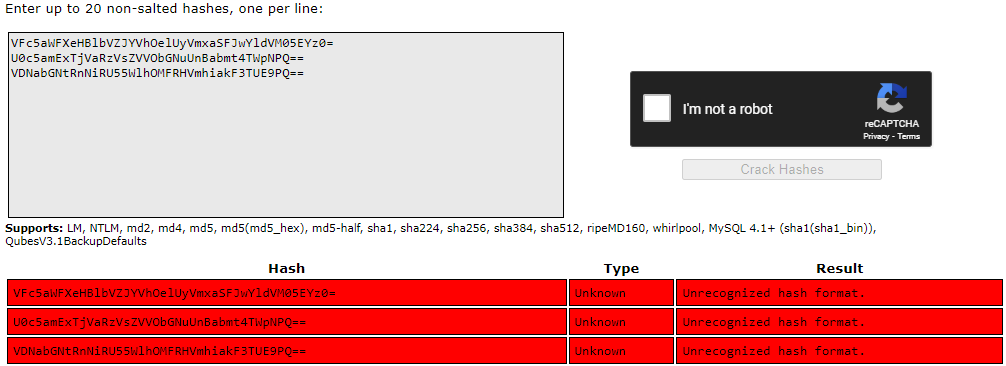 Enter up to 20 non-salted hashes, one per line:
VFc5aWFXeHBlbVZJYVhOelUyVmxaSFJwYldVM05EYz0=
U0c5amExTjVaRzVsZVVObGNuUnBabmt4TWpNPQ==
VDNabGNtRnNiRU55WlhOMFRHVmhiakF3TUE9PQ==
I'm not a robot
reCAPTCHA
Privacy - Terms
Crack Hashes
Supports: LM, NTLM, md2, md4, md5, md5(md5_hex), md5-half, sha1, sha224, sha256, sha384, sha512, ripeMD160, whirlpool, MySQL 4.1+ (sha1(sha1_bin)),
QubesV3.1BackupDefaults
Hash Type Result
VFc5aWFXeHBlbVZJYVhOelUyVmxaSFJwYldVM05EYz0= Unknown Unrecognized hash format.
U0c5amExTjVaRzVsZVVObGNuUnBabmt4TWpNPQ== Unknown Unrecognized hash format.
VDNabGNtRnNiRU55WlhOMFRHVmhiakF3TUE9PQ== Unknown Unrecognized hash format.